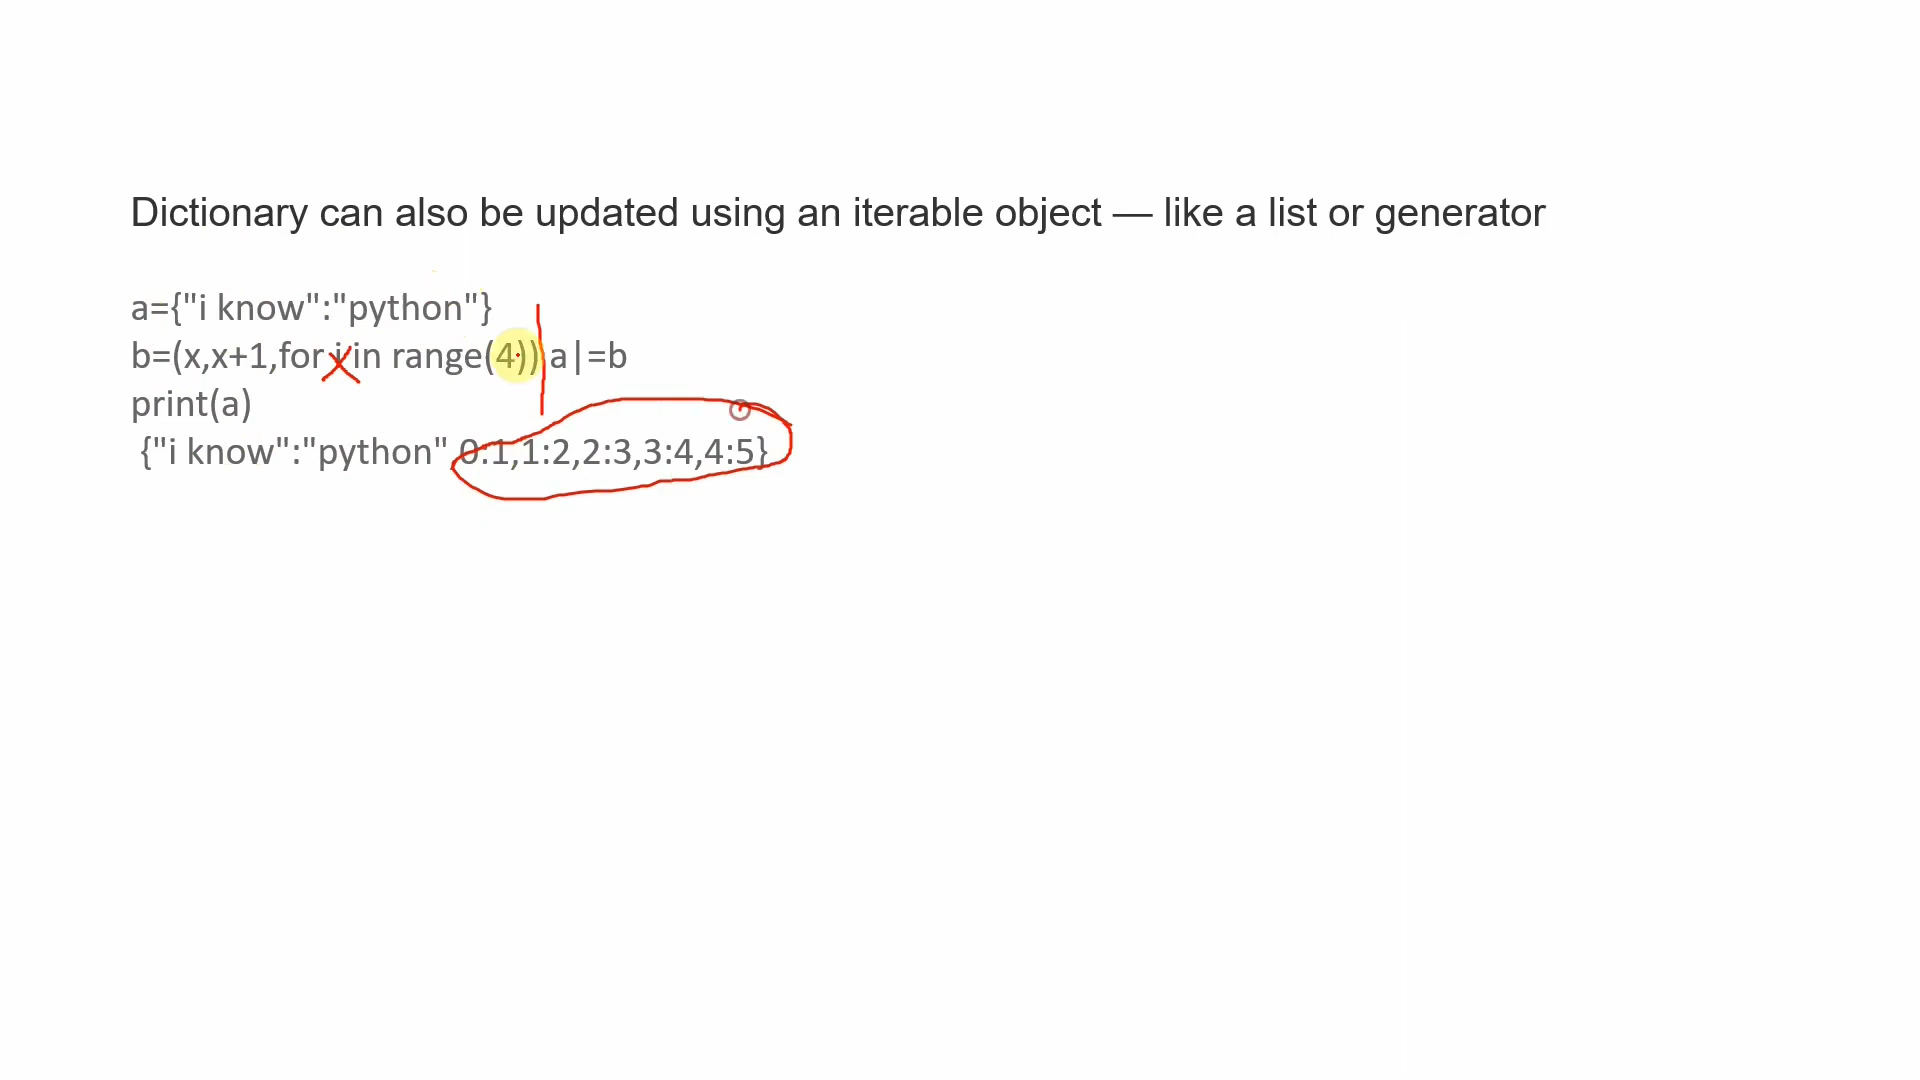 Dictionary can also be updated using an iterable object — like a list or generator
a={"i know":"python"}
b=(x,x+1,for i in range(4)) a|=b
print(a)
{"i know":"python" 0:1,1:2,2:3,3:4,4:5}